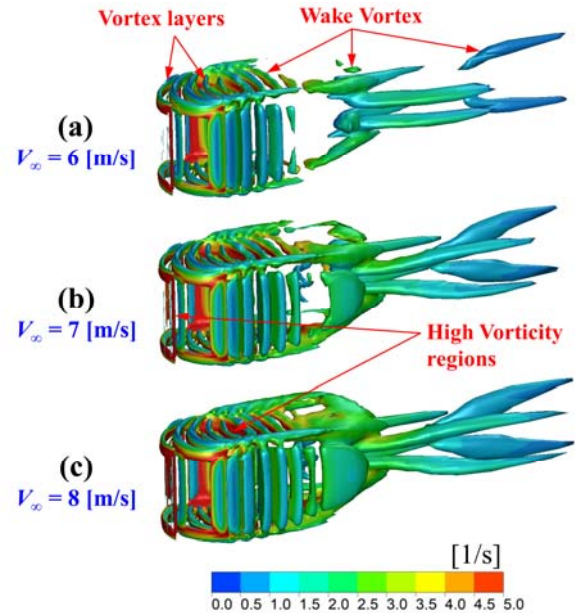 Vortex layers
Wake Vortex
(a)
V∞ = 6 [m/s]
(b)
V∞ = 7 [m/s]
High Vorticity
regions
(c)
V∞ = 8 [m/s]
[1/s]
0.0 0.5 1.0 1.5 2.0 2.5 3.0 3.5 4.0 4.5 5.0